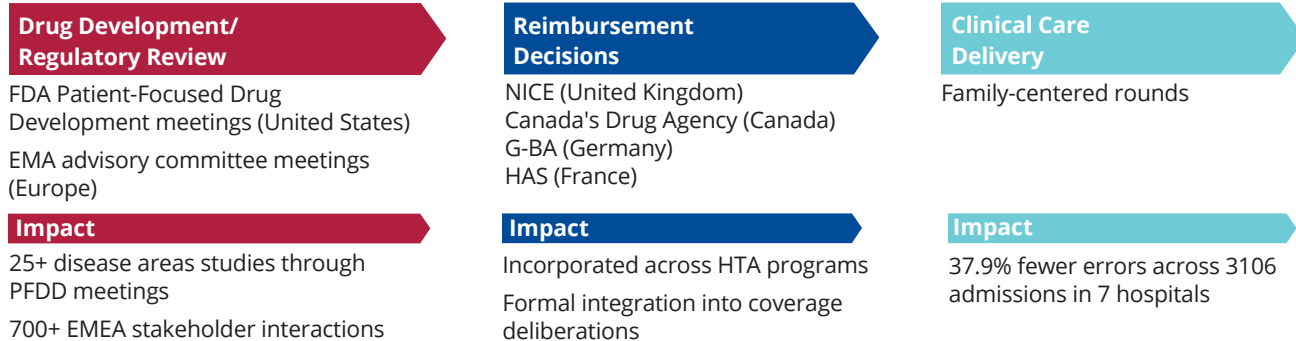 Drug Development/
Regulatory Review
FDA Patient-Focused Drug
Development meetings (United States)
EMA advisory committee meetings
(Europe)
Impact
25+ disease areas studies through
PFDD meetings
700+ EMEA stakeholder interactions
Reimbursement
Decisions
NICE (United Kingdom)
Canada's Drug Agency (Canada)
G-BA (Germany)
HAS (France)
Impact
Incorporated across HTA programs
Formal integration into coverage
deliberations
Clinical Care
Delivery
Family-centered rounds
Impact
37.9% fewer errors across 3106
admissions in 7 hospitals